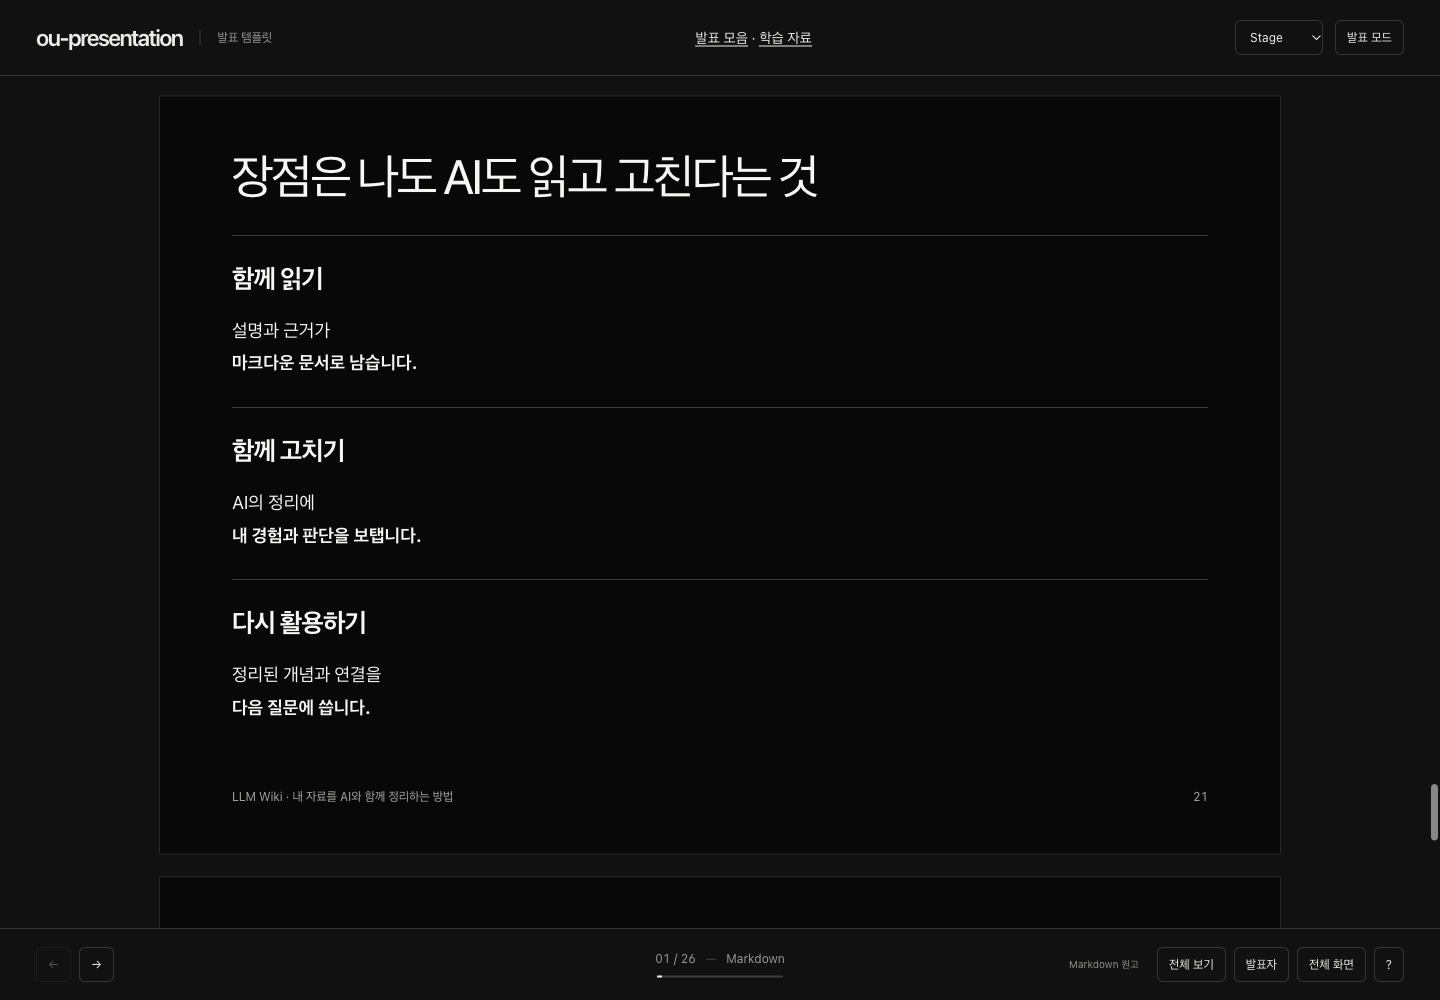 ou-presentation
발표 템플릿
발표 모음 · 학습 자료
Stage
발표 모드
장점은 나도 AI도 읽고 고친다는 것
함께 읽기
설명과 근거가
마크다운 문서로 남습니다.
함께 고치기
AI의 정리에
내 경험과 판단을 보탭니다.
다시 활용하기
정리된 개념과 연결을
다음 질문에 씁니다.
LLM Wiki · 내 자료를 AI와 함께 정리하는 방법
21
← →
01 / 26 — Markdown
Markdown 원고
전체 보기
발표자
전체 화면
?